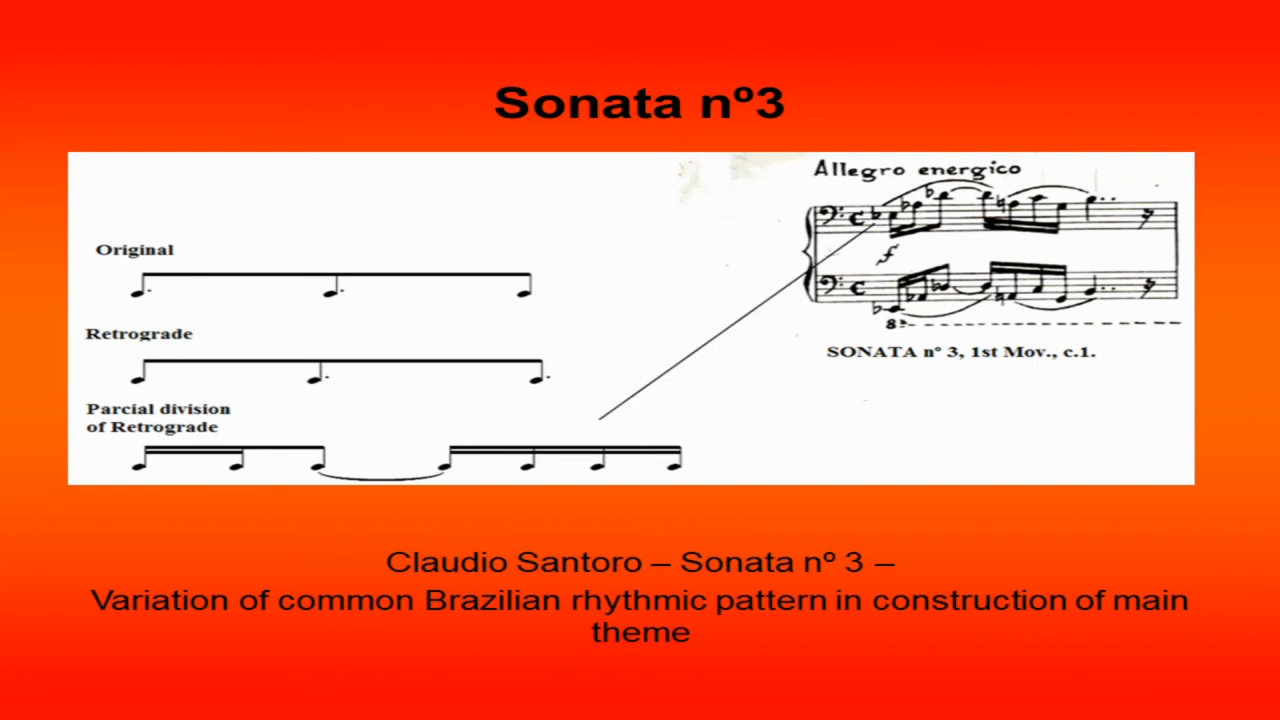 Sonata nº3
Allegro energico
Original
f
8
SONATA nº 3, 1st Mov., c.1.
Retrograde
Parcial division
of Retrograde
Claudio Santoro – Sonata nº 3 –
Variation of common Brazilian rhythmic pattern in construction of main
theme